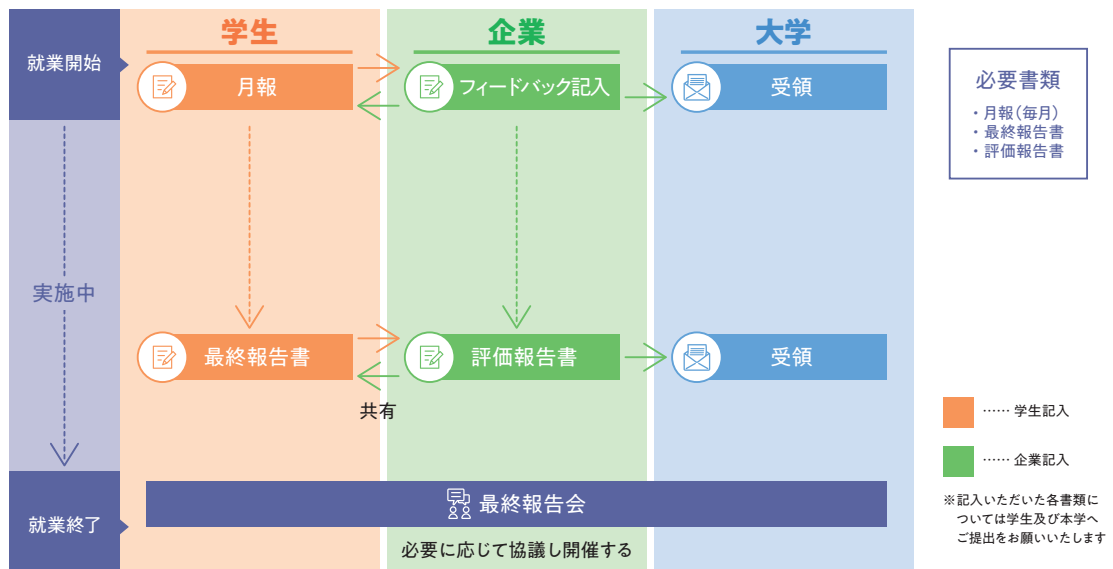 学生
企業
大学
就業開始
月報
フィードバック記入
受領
必要書類
・月報（毎月）
・最終報告書
・評価報告書
実施中
最終報告書
評価報告書
受領
共有
……学生記入
……企業記入
就業終了
最終報告会
必要に応じて協議し開催する
※記入いただいた各書類に
ついては学生及び本学へ
ご提出をお願いいたします